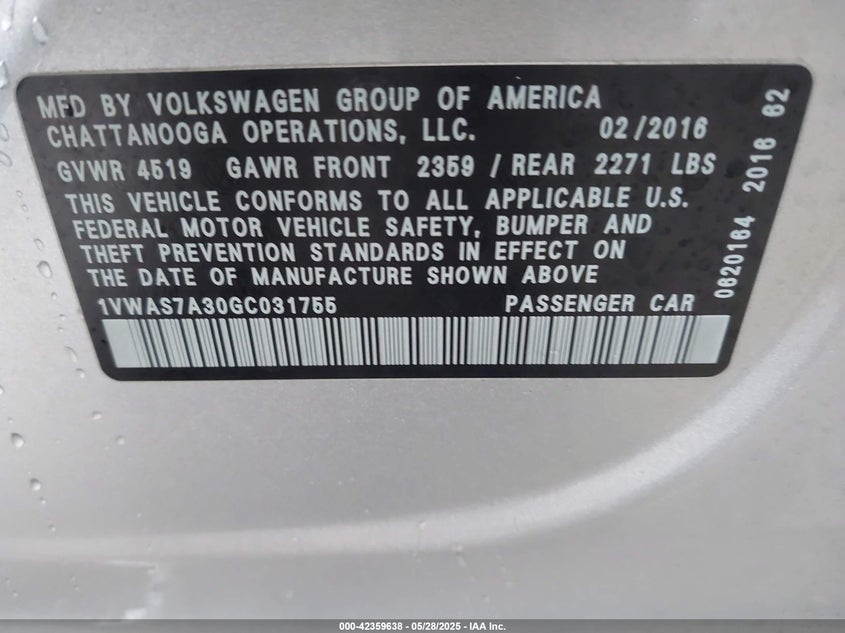 MFD BY VOLKSWAGEN GROUP OF AMERICA
CHATTANOOGA OPERATIONS, LLC. 02/2016
GVWR 4519 GAWR FRONT 2359 / REAR 2271 LBS
THIS VEHICLE CONFORMS TO ALL APPLICABLE U.S.
FEDERAL MOTOR VEHICLE SAFETY, BUMPER AND
THEFT PREVENTION STANDARDS IN EFFECT ON
THE DATE OF MANUFACTURE SHOWN ABOVE
1VWAS7A30GC031755 PASSENGER CAR
0620164 2016 62
000-42359638 - 05/28/2025 - IAA Inc.